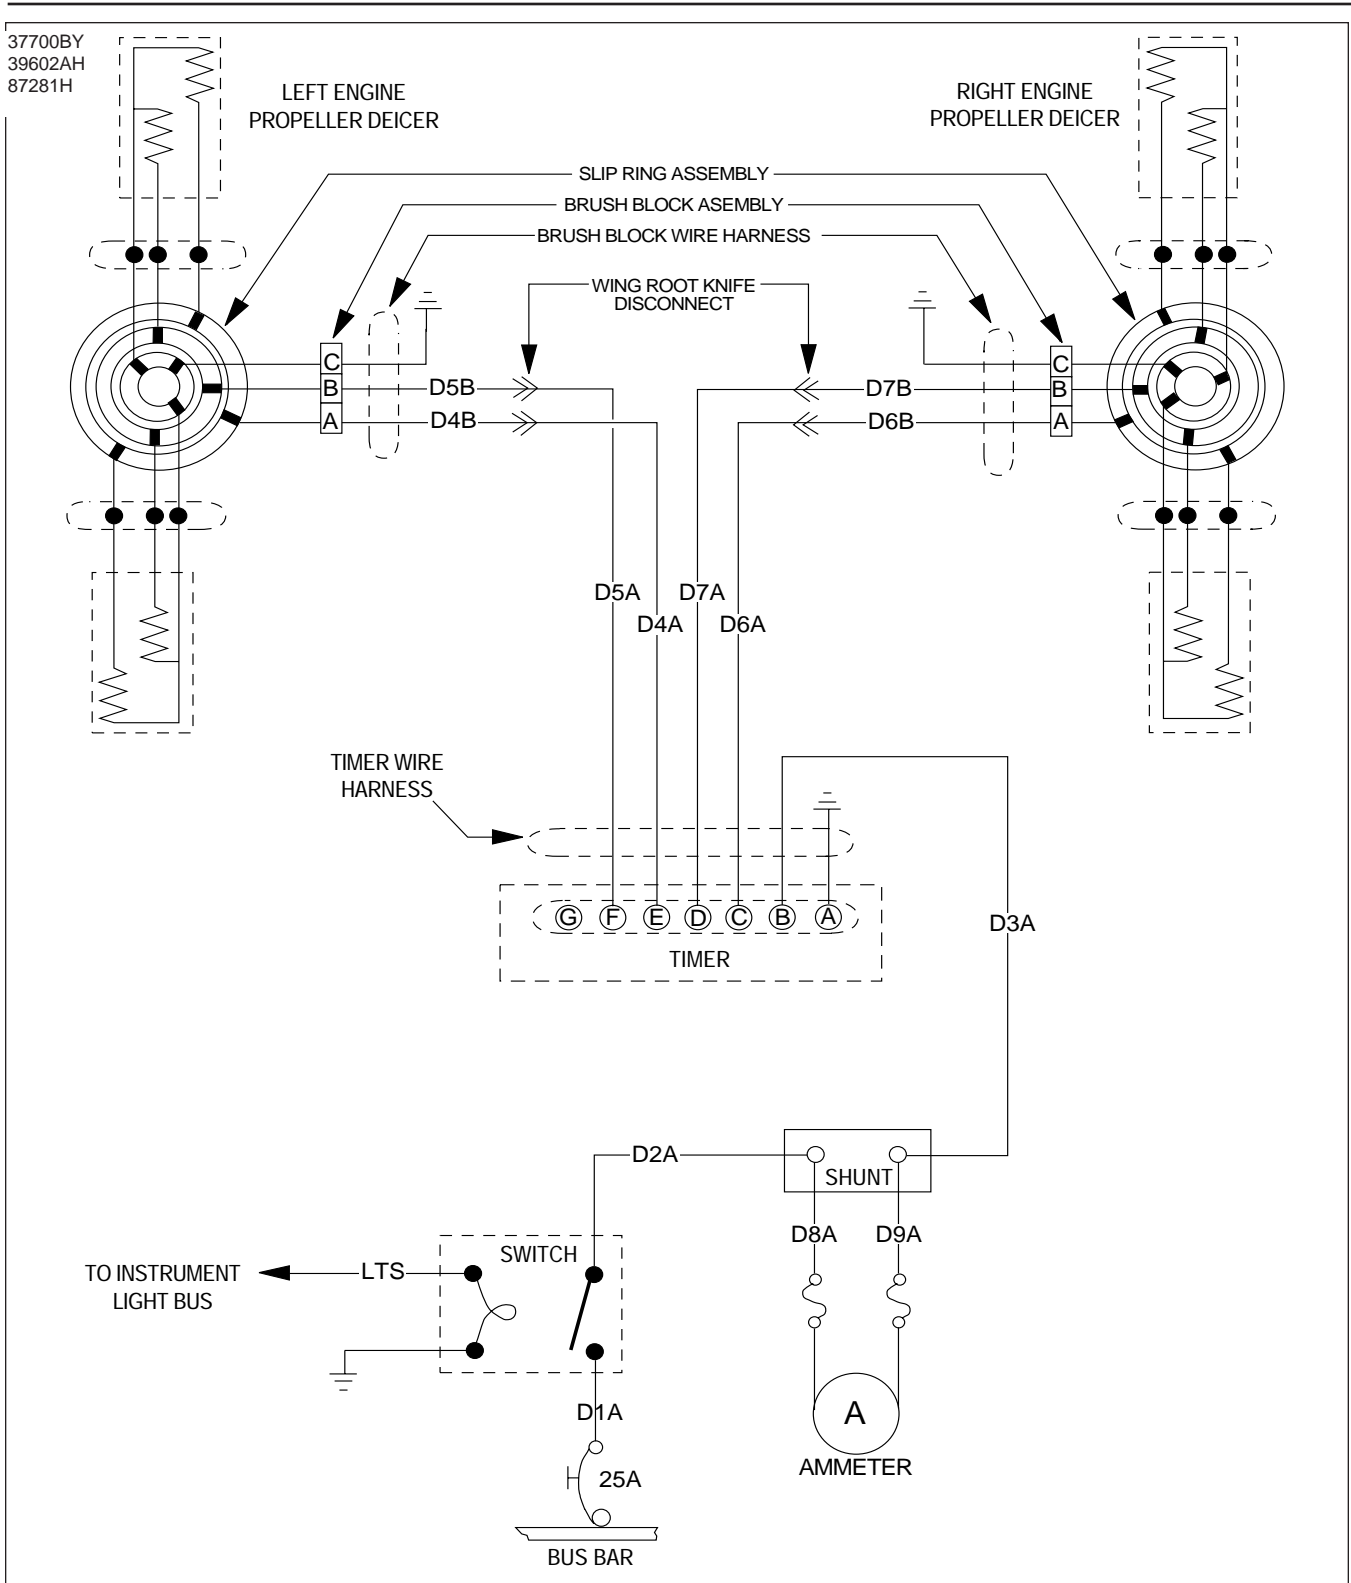 37700BY
39602AH
87281H
LEFT ENGINE
PROPELLER DEICER
RIGHT ENGINE
PROPELLER DEICER
SLIP RING ASSEMBLY
BRUSH BLOCK ASEMBLY
BRUSH BLOCK WIRE HARNESS
WING ROOT KNIFE
DISCONNECT
C
B
A
D5B
D4B
D7B
D6B
C
B
A
D5A
D7A
D4A
D6A
TIMER WIRE
HARNESS
G F E D C B A
TIMER
D3A
D2A
SHUNT
D8A
D9A
SWITCH
LTS
TO INSTRUMENT
LIGHT BUS
D1A
25A
A
AMMETER
BUS BAR